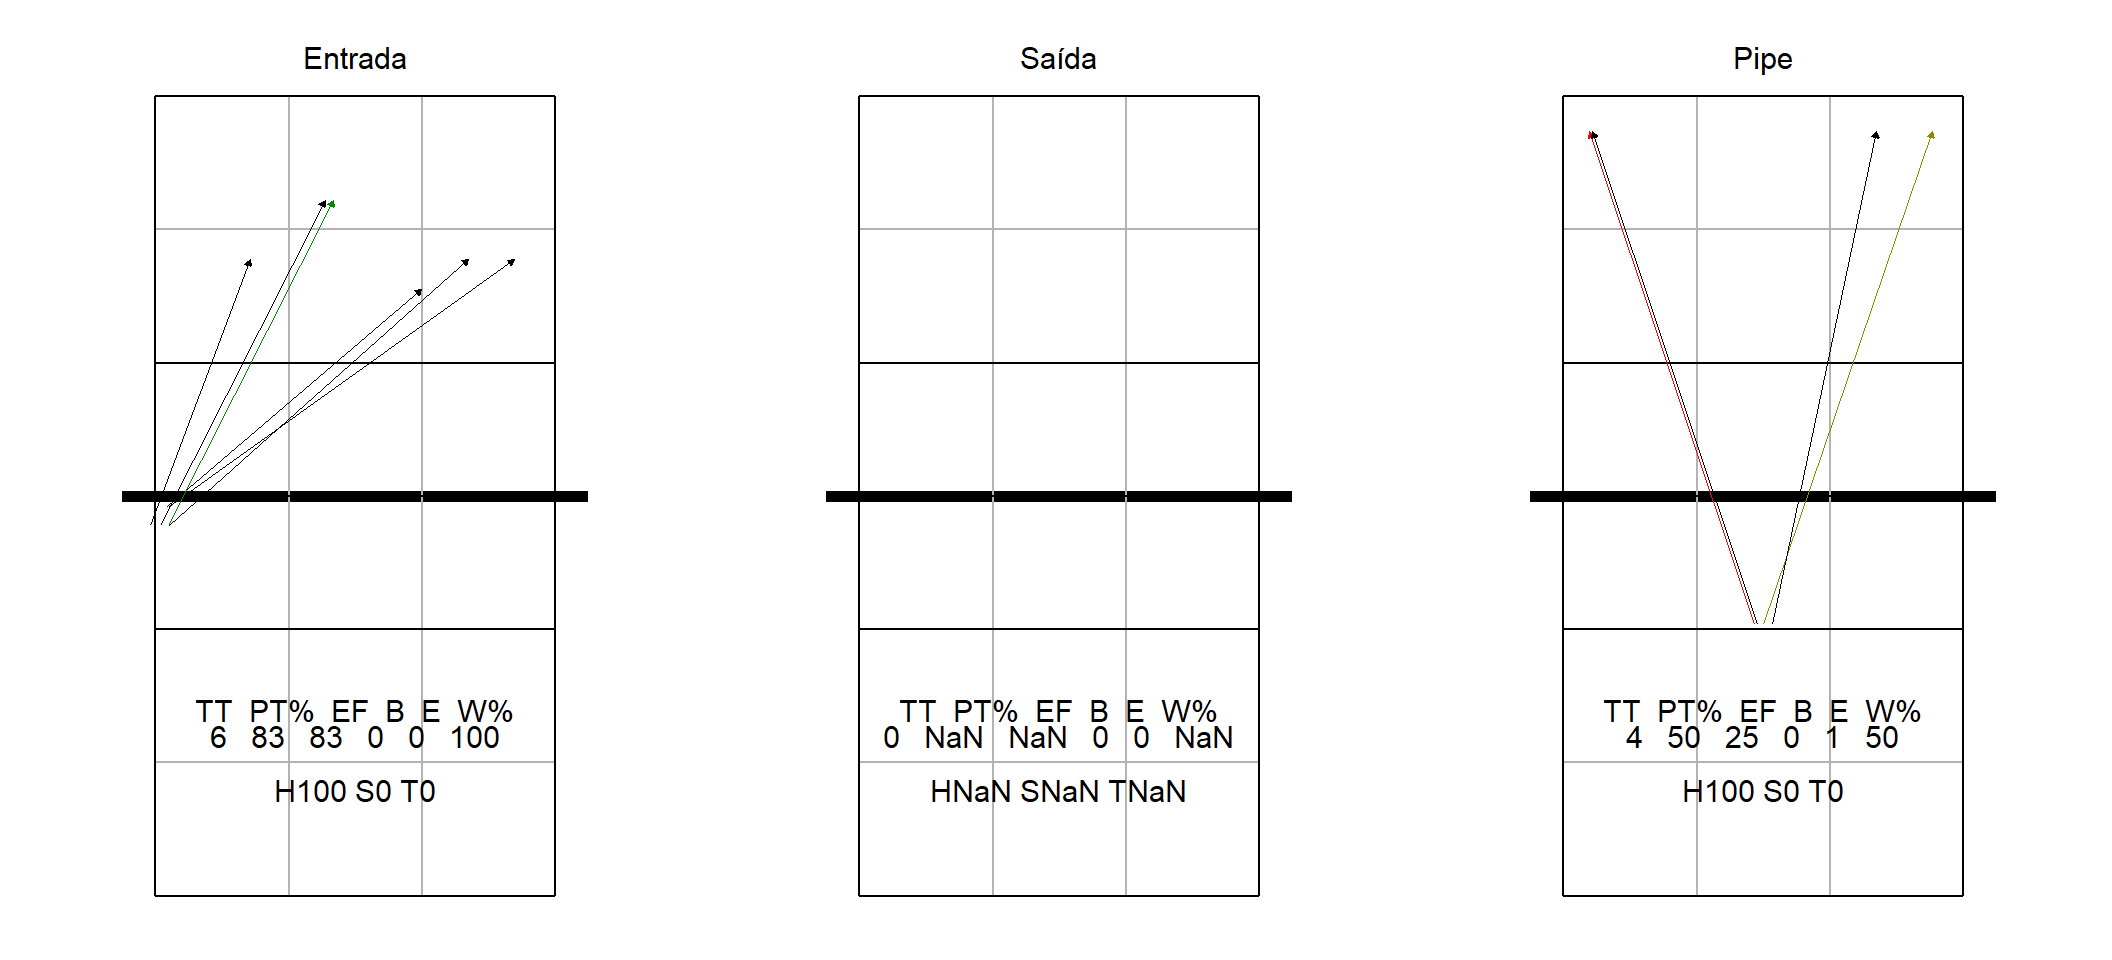 Entrada
TT PT% EF B E W%
6 83 83 0 0 100
H100 S0 T0
Saída
TT PT% EF B E W%
0 NaN NaN 0 0 NaN
HNaN SNaN TNaN
Pipe
TT PT% EF B E W%
4 50 25 0 1 50
H100 S0 T0